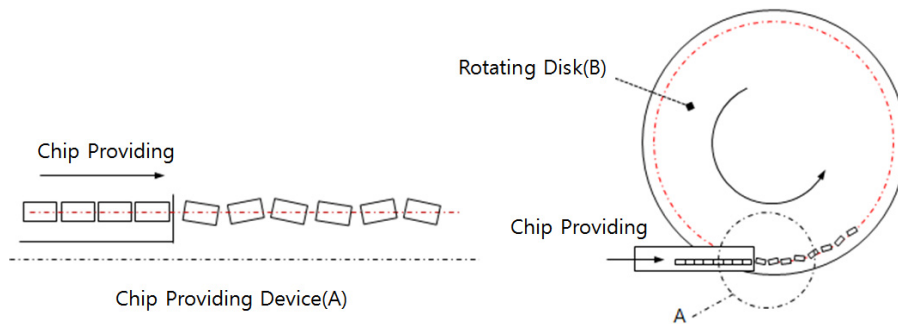 Chip Providing
Chip Providing Device(A)
Rotating Disk(B)
Chip Providing
A